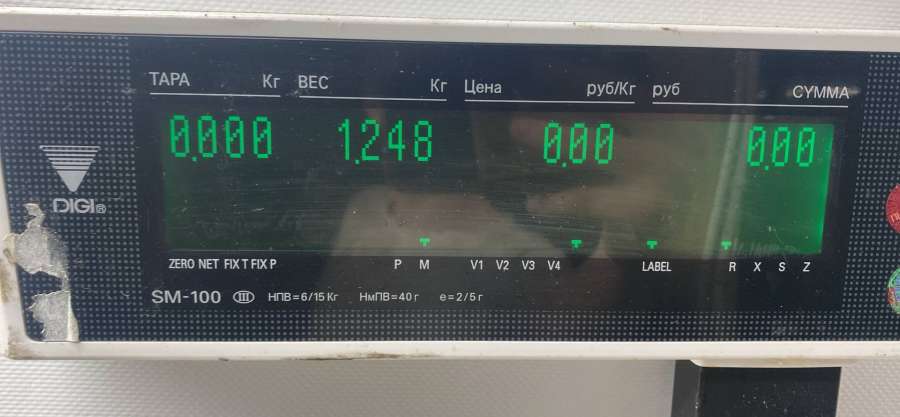 ТАРА Кг ВЕС Кг Цена руб/Кг руб СУММА
0.000 1.248 0.00 0.00
DIGI®
ZERO NET FIX T FIX P P M V1 V2 V3 V4 LABEL R X S Z
SM-100 III НПВ=6/15 Кг НмПВ=40 г e=2/5 г